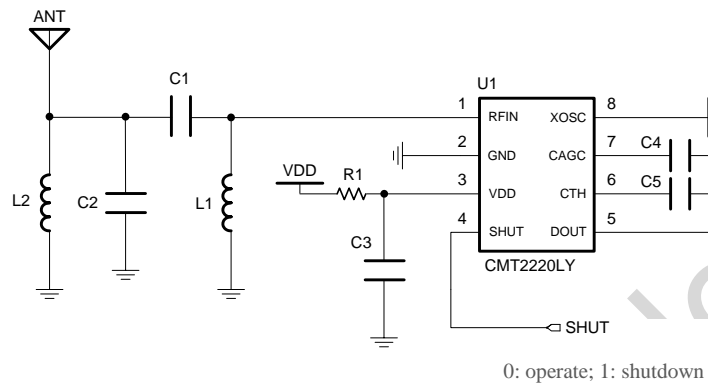 ANT
C1
U1
1 RFIN XOSC 8
2 GND CAGC 7 C4
VDD R1 3 VDD CTH 6 C5
4 SHUT DOUT 5
L2 C2 L1
C3
CMT2220LY
SHUT
0: operate; 1: shutdown